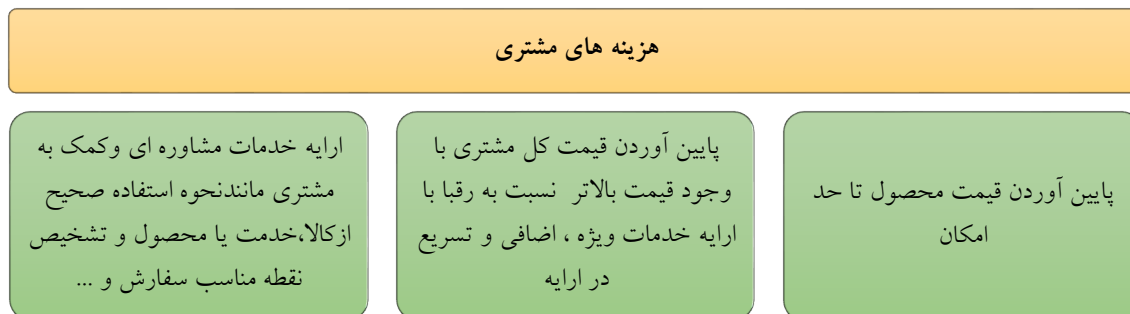 هزینه های مشتری
پایین آوردن قیمت محصول تا حد
امکان
پایین آوردن قیمت کل مشتری با
وجود قیمت بالاتر نسبت به رقبا با
ارایه خدمات ویژه ، اضافی و تسریع
در ارایه
ارایه خدمات مشاوره ای وکمک به
مشتری مانندنحوه استفاده صحیح
ازکالا،خدمت یا محصول و تشخیص
نقطه مناسب سفارش و ...